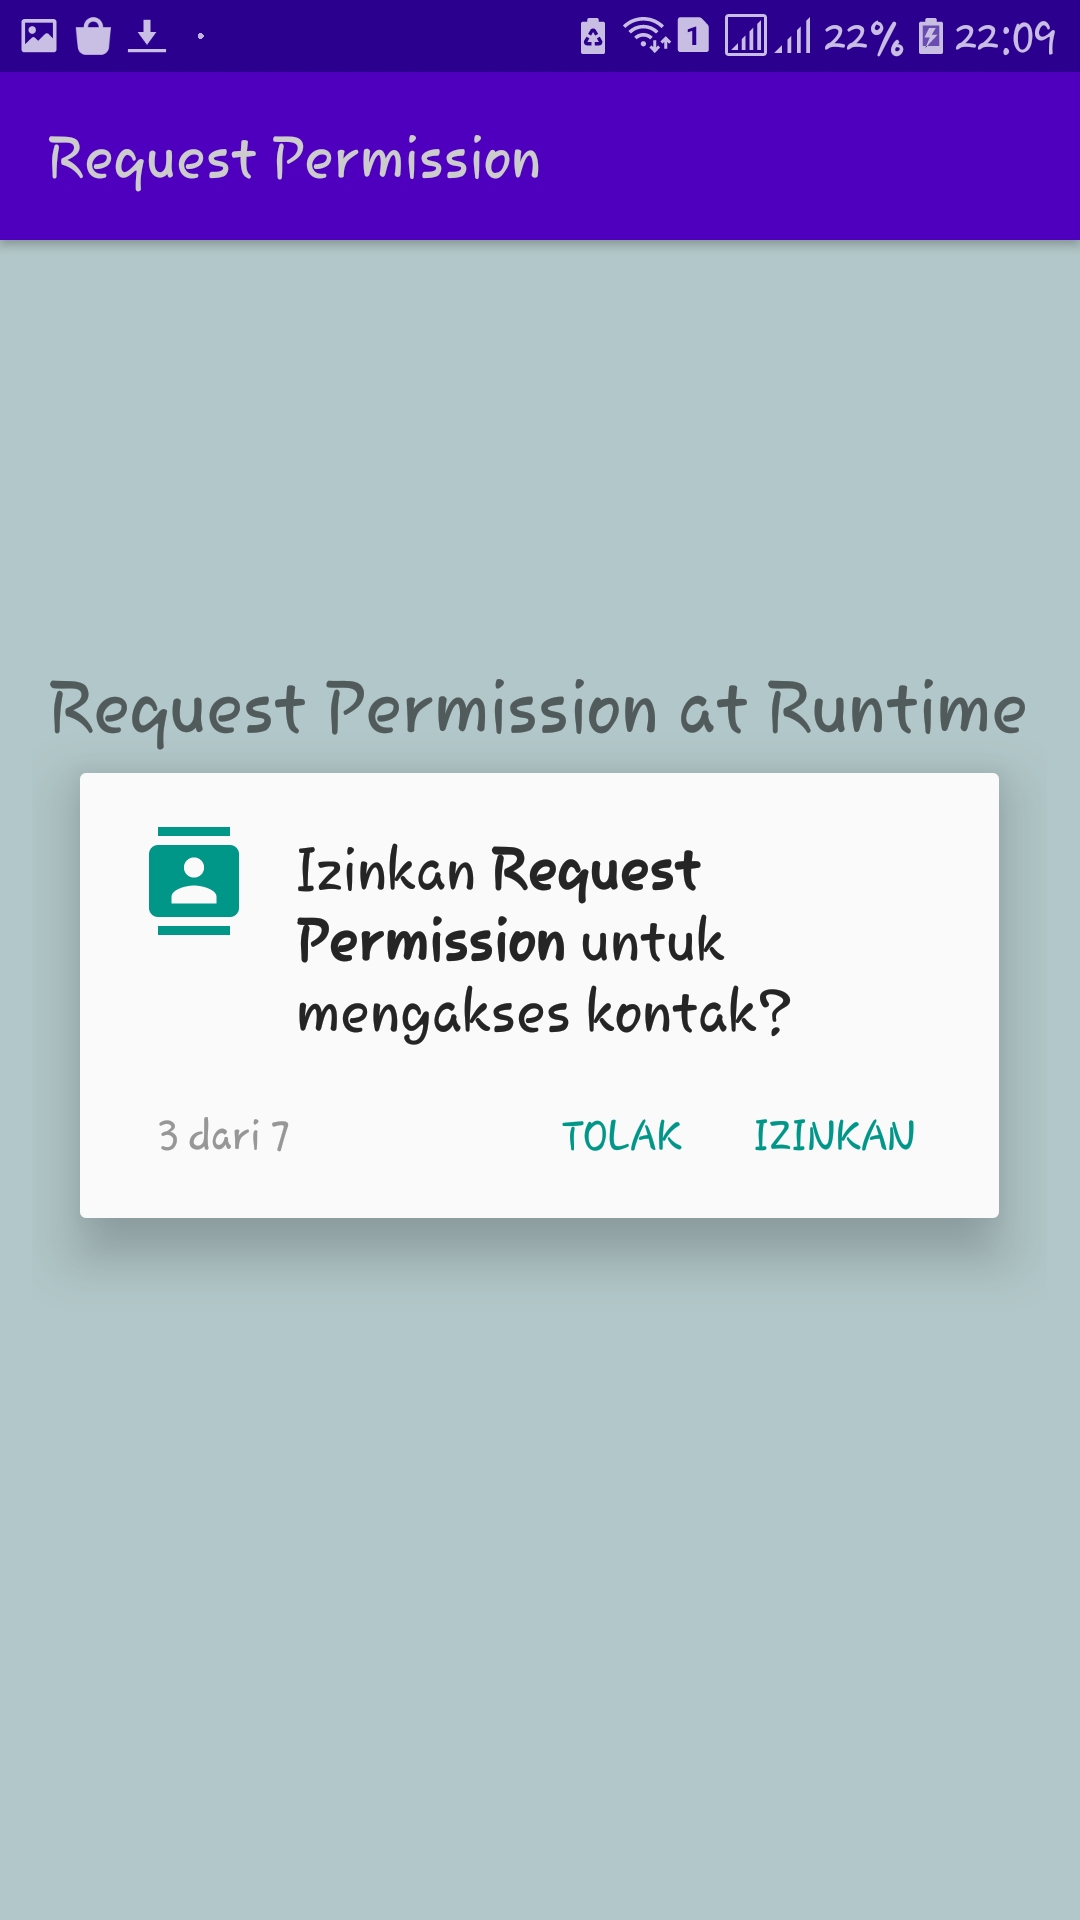 1 22% 22:09
Request Permission
Request Permission at Runtime
Izinkan Request
Permission untuk
mengakses kontak?
3 dari 7 TOLAK IZINKAN